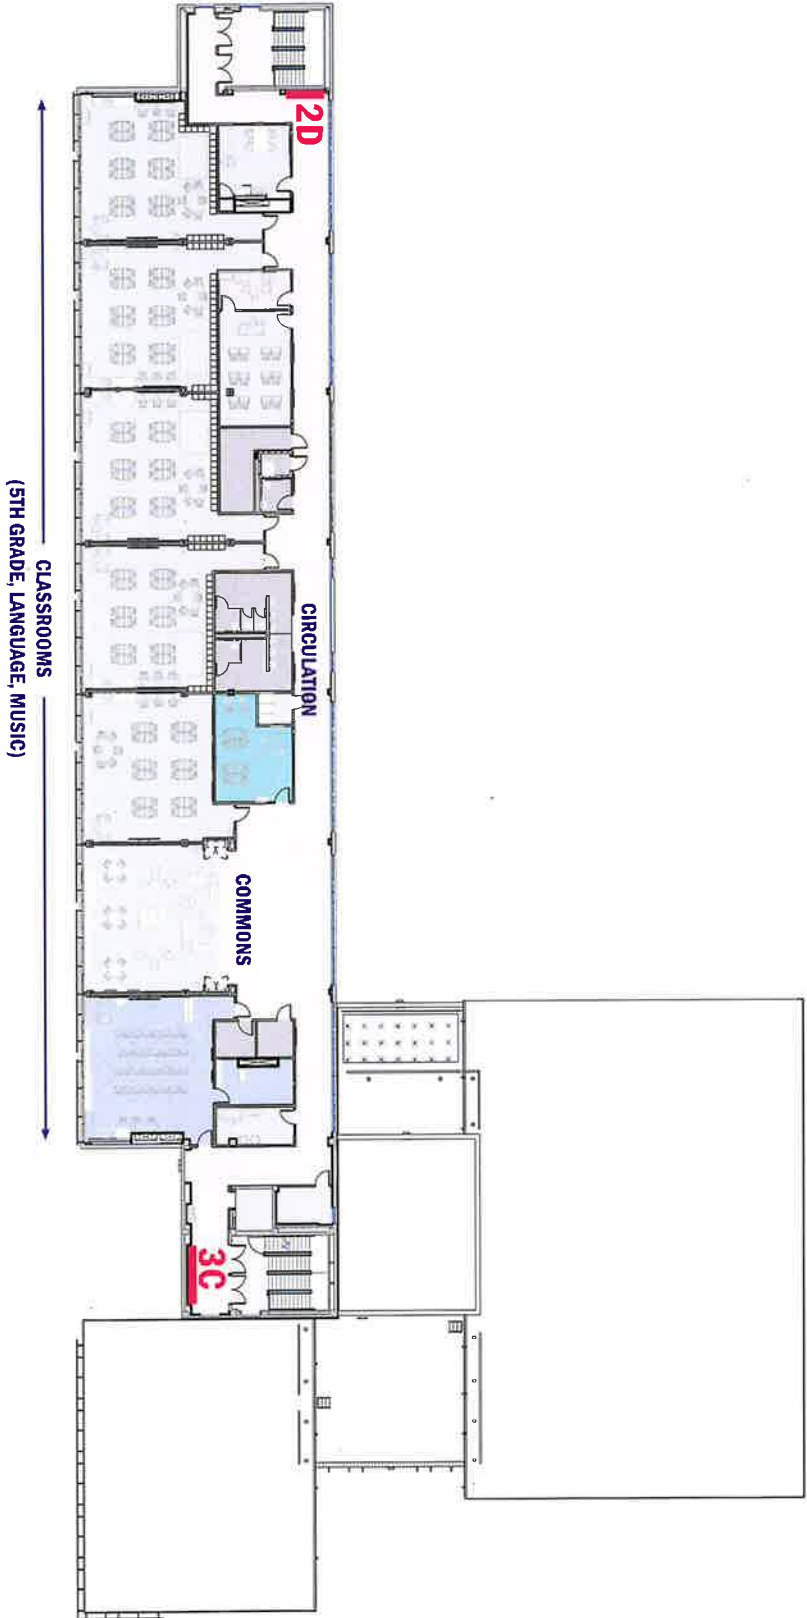 2D
CIRCULATION
COMMONS
3C
CLASSROOMS
(5TH GRADE, LANGUAGE, MUSIC)